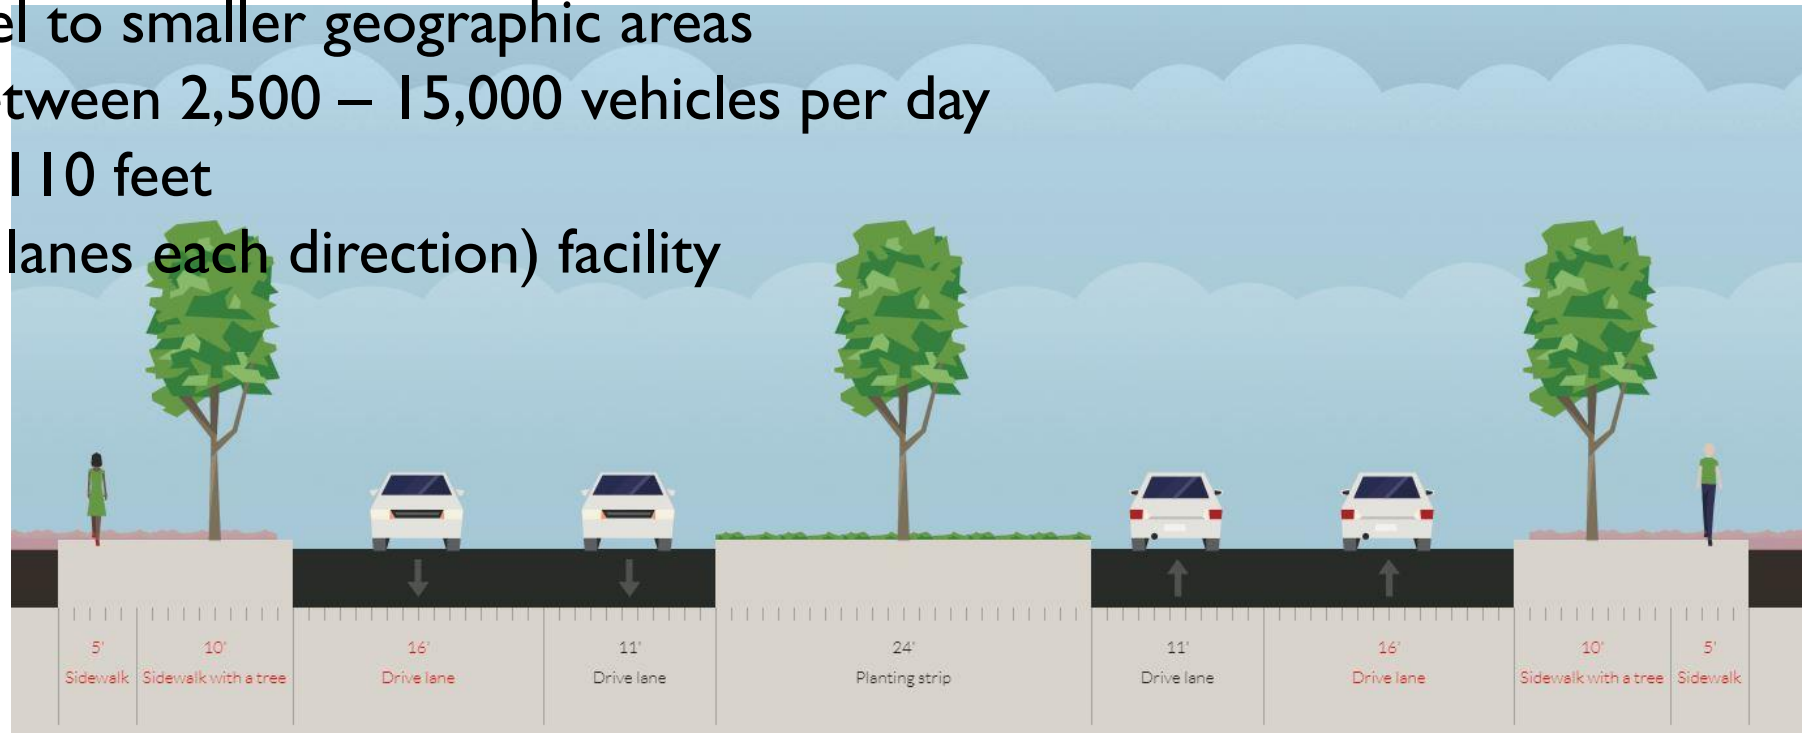 el to smaller geographic areas
tween 2,500 – 15,000 vehicles per day
110 feet
lanes each direction) facility
5' 10' 16' 11' 24' 11' 16' 10' 5'
Sidewalk Sidewalk with a tree Drive lane Drive lane Planting strip Drive lane Drive lane Sidewalk with a tree Sidewalk